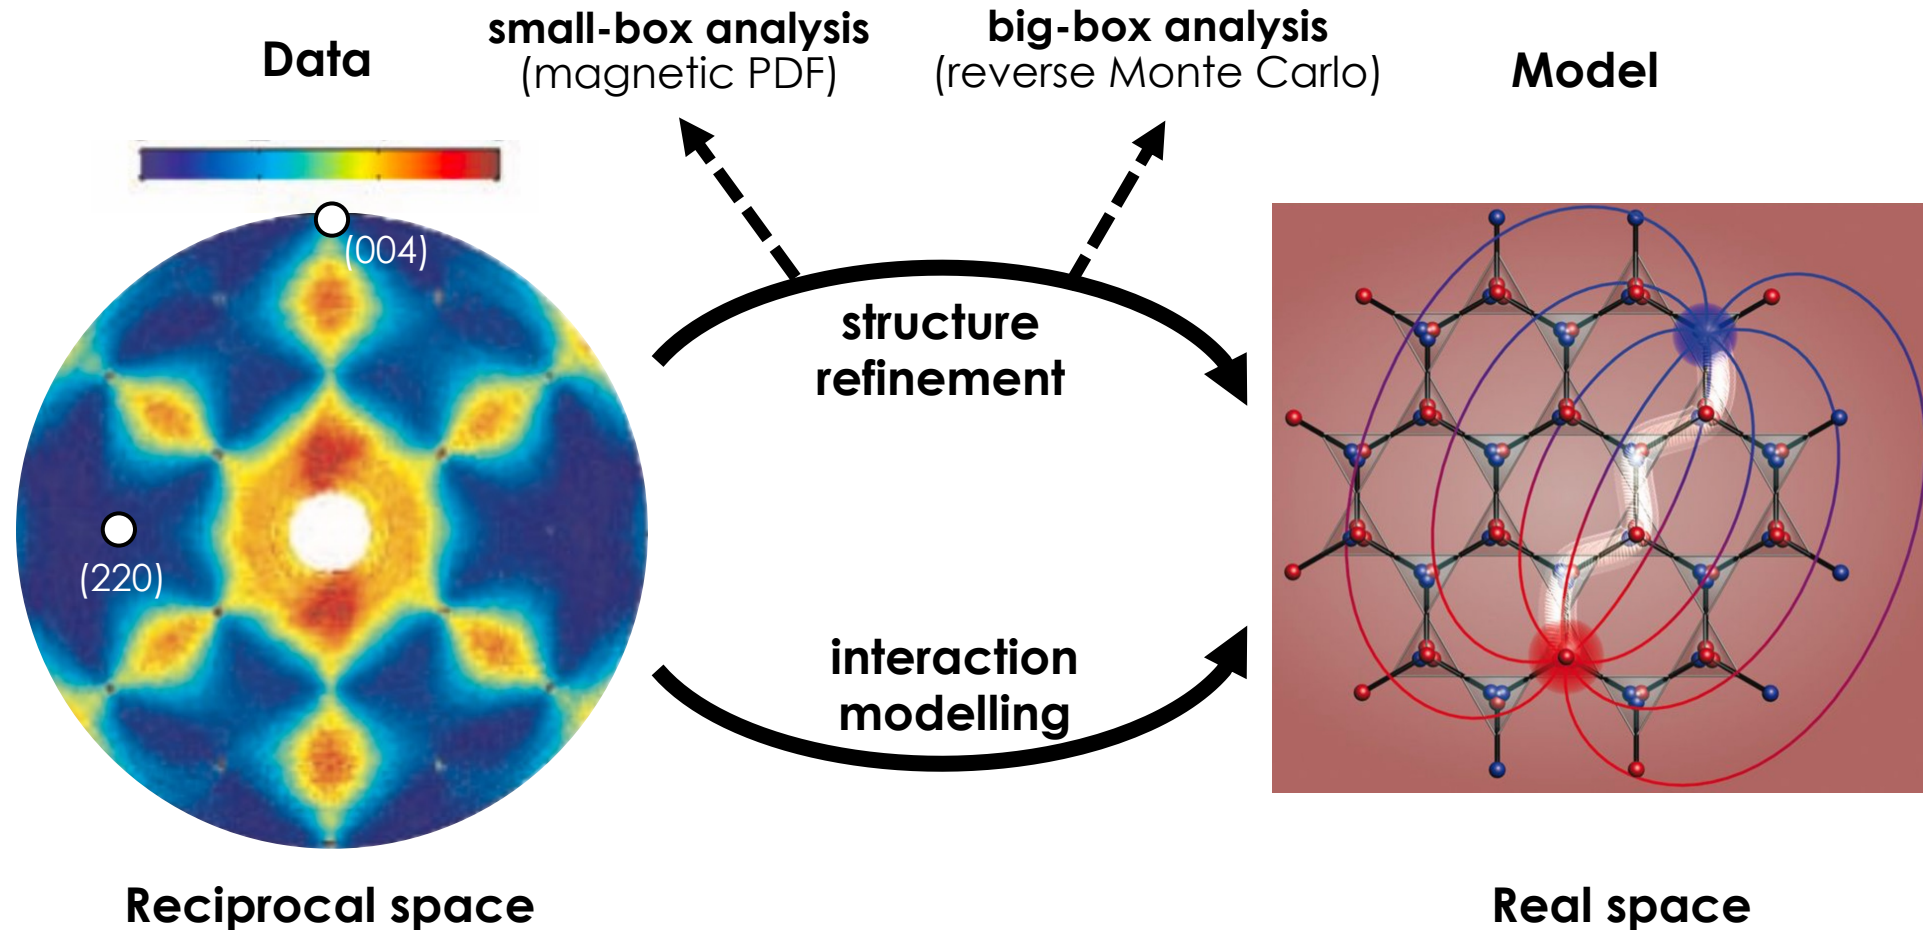 Data
small-box analysis
(magnetic PDF)
big-box analysis
(reverse Monte Carlo)
Model
(004)
(220)
structure
refinement
interaction
modelling
Reciprocal space
Real space